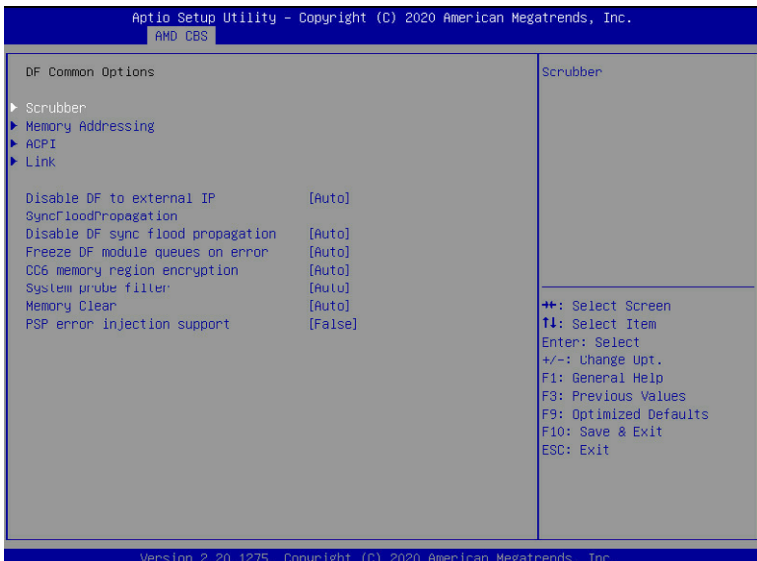 Aptio Setup Utility – Copyright (C) 2020 American Megatrends, Inc.
AMD CBS
DF Common Options
Scrubber
Memory Addressing
ACPI
Link
Disable DF to external IP [Auto]
SyncFloodPropagation
Disable DF sync flood propagation [Auto]
Freeze DF module queues on error [Auto]
CC6 memory region encryption [Auto]
System probe filter [Auto]
Memory Clear [Auto]
PSP error injection support [False]
Scrubber
→←: Select Screen
↑↓: Select Item
Enter: Select
+/-: Change Opt.
F1: General Help
F3: Previous Values
F9: Optimized Defaults
F10: Save & Exit
ESC: Exit
Version 2.20.1275. Copyright (C) 2020 American Megatrends, Inc.